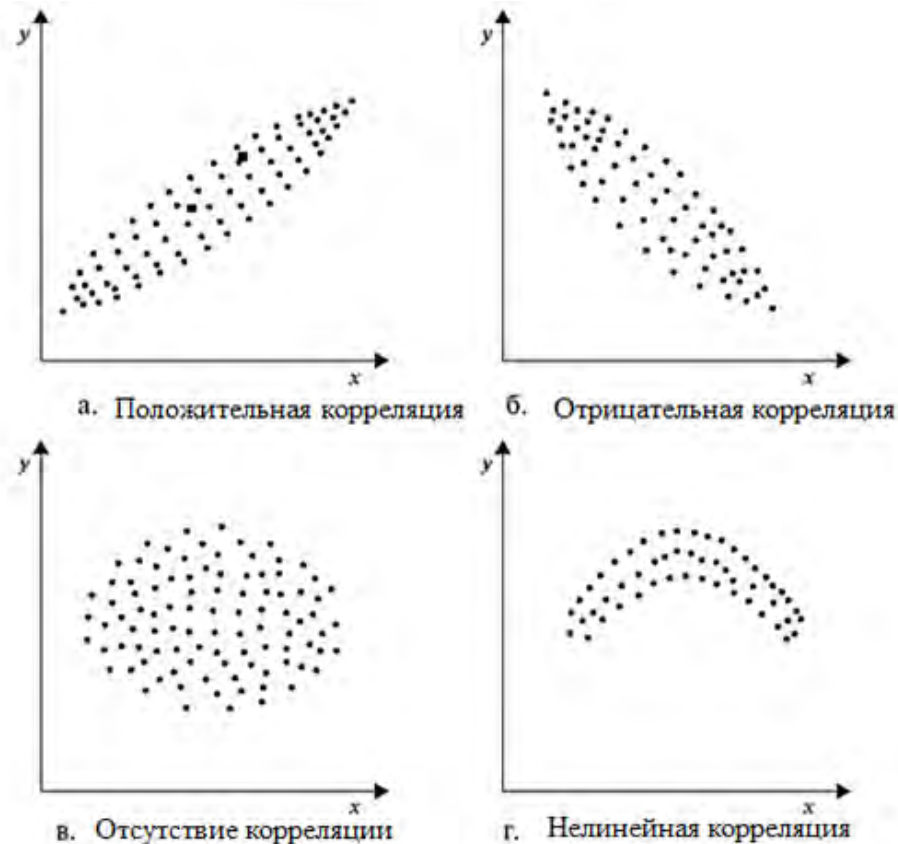 y
y
x
x
а. Положительная корреляция
б. Отрицательная корреляция
y
y
x
x
в. Отсутствие корреляции
г. Нелинейная корреляция